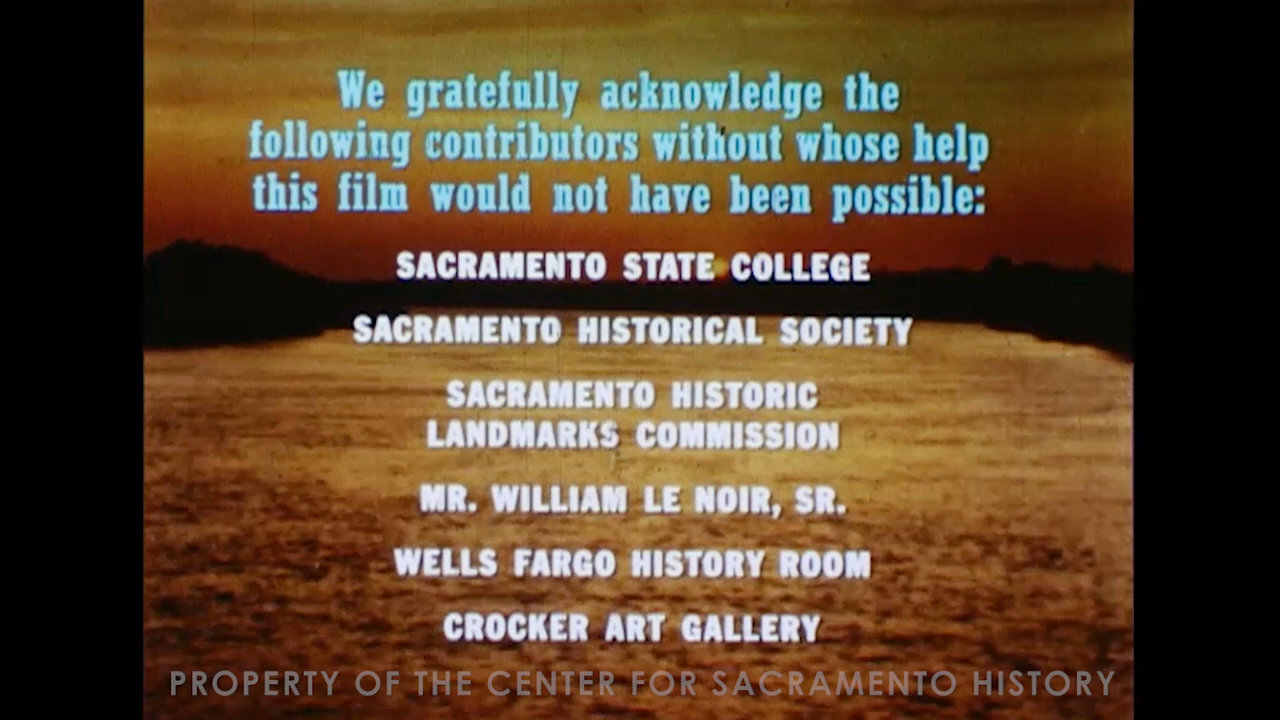 We gratefully acknowledge the
following contributors without whose help
this film would not have been possible:
SACRAMENTO STATE COLLEGE
SACRAMENTO HISTORICAL SOCIETY
SACRAMENTO HISTORIC
LANDMARKS COMMISSION
MR. WILLIAM LE NOIR, SR.
WELLS FARGO HISTORY ROOM
CROCKER ART GALLERY
PROPERTY OF THE CENTER FOR SACRAMENTO HISTORY